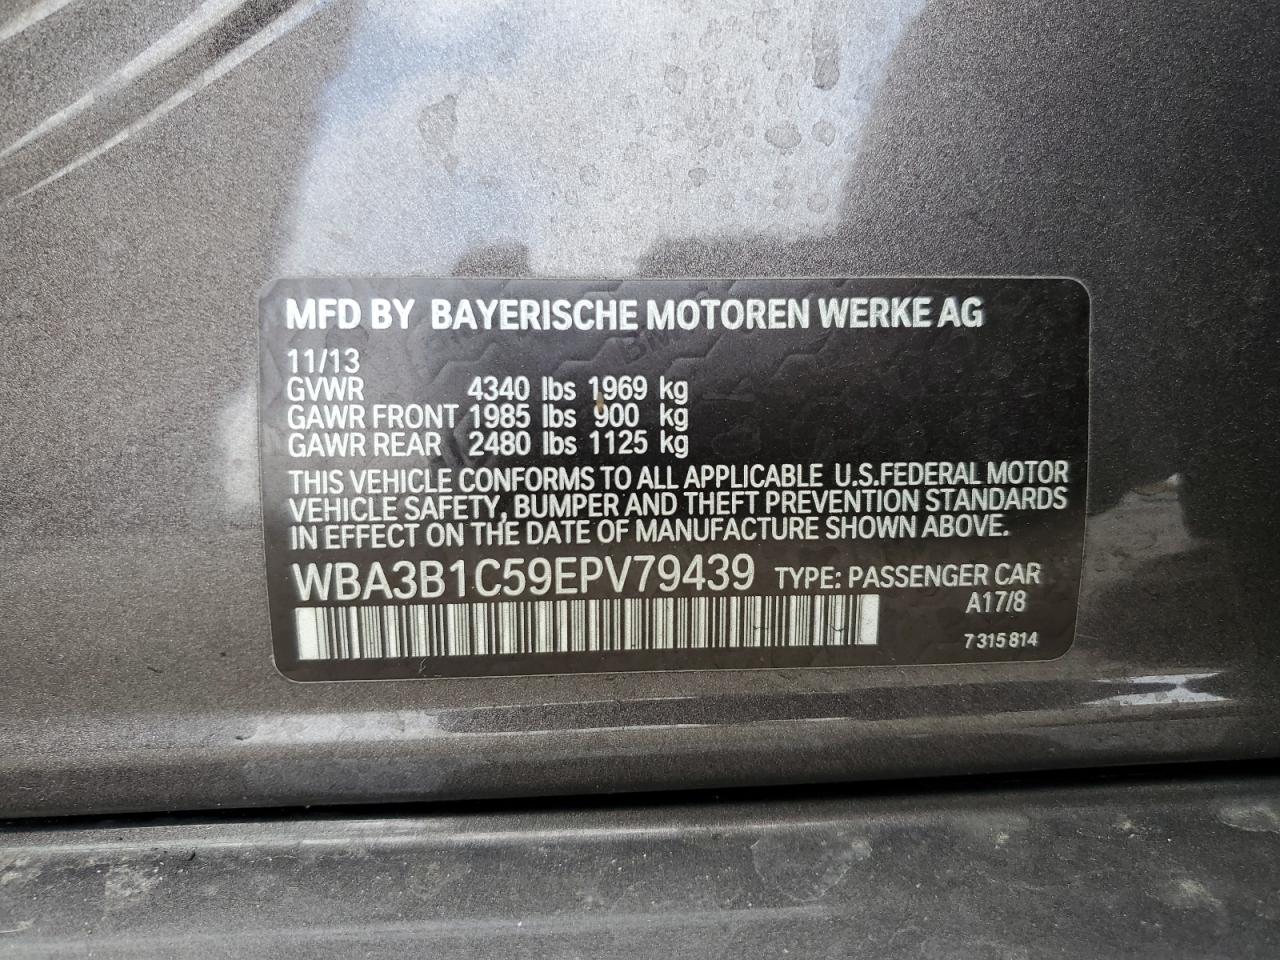 MFD BY BAYERISCHE MOTOREN WERKE AG
11/13
GVWR 4340 lbs 1969 kg
GAWR FRONT 1985 lbs 900 kg
GAWR REAR 2480 lbs 1125 kg
THIS VEHICLE CONFORMS TO ALL APPLICABLE U.S.FEDERAL MOTOR
VEHICLE SAFETY, BUMPER AND THEFT PREVENTION STANDARDS
IN EFFECT ON THE DATE OF MANUFACTURE SHOWN ABOVE.
WBA3B1C59EPV79439 TYPE: PASSENGER CAR
A17/8
7 315 814